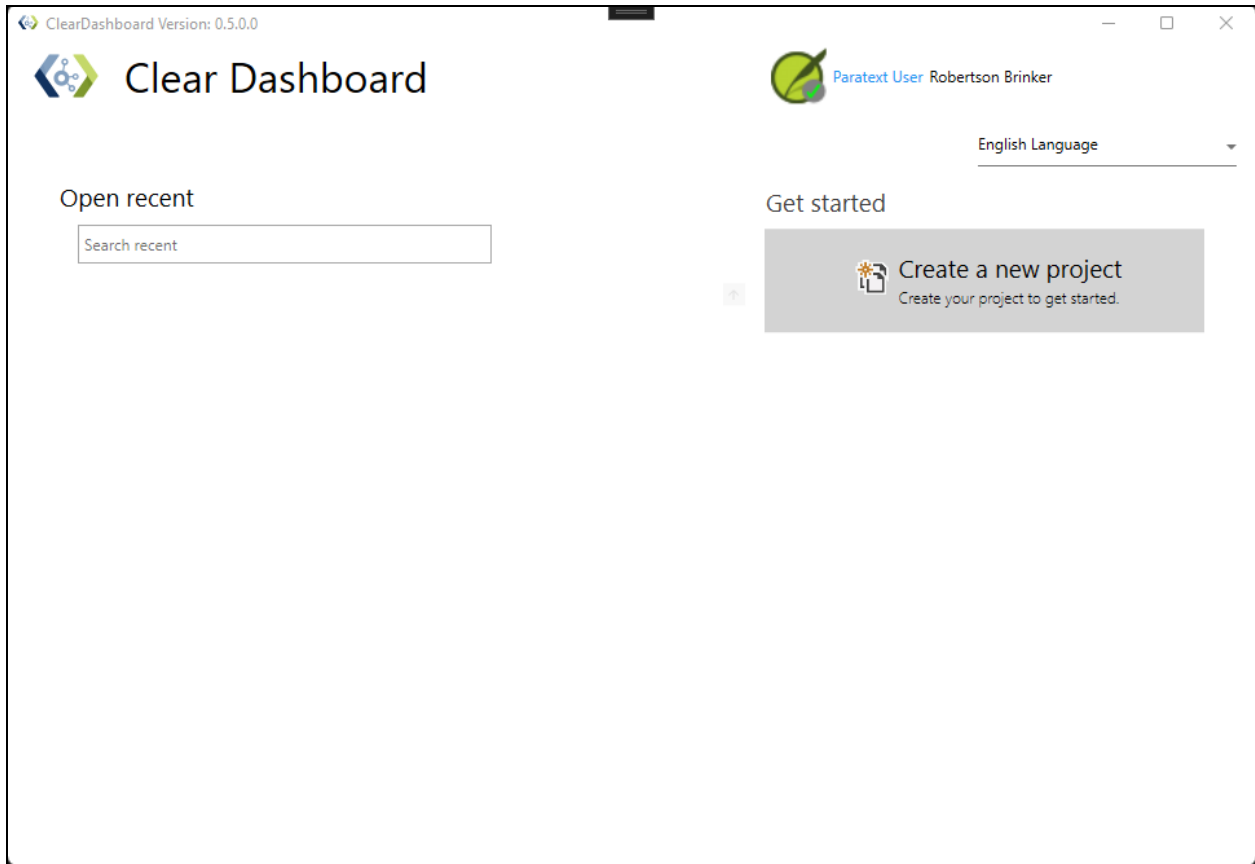 ClearDashboard Version: 0.5.0.0
Clear Dashboard
Paratext User Robertson Brinker
English Language
Open recent
Search recent
Get started
Create a new project
Create your project to get started.